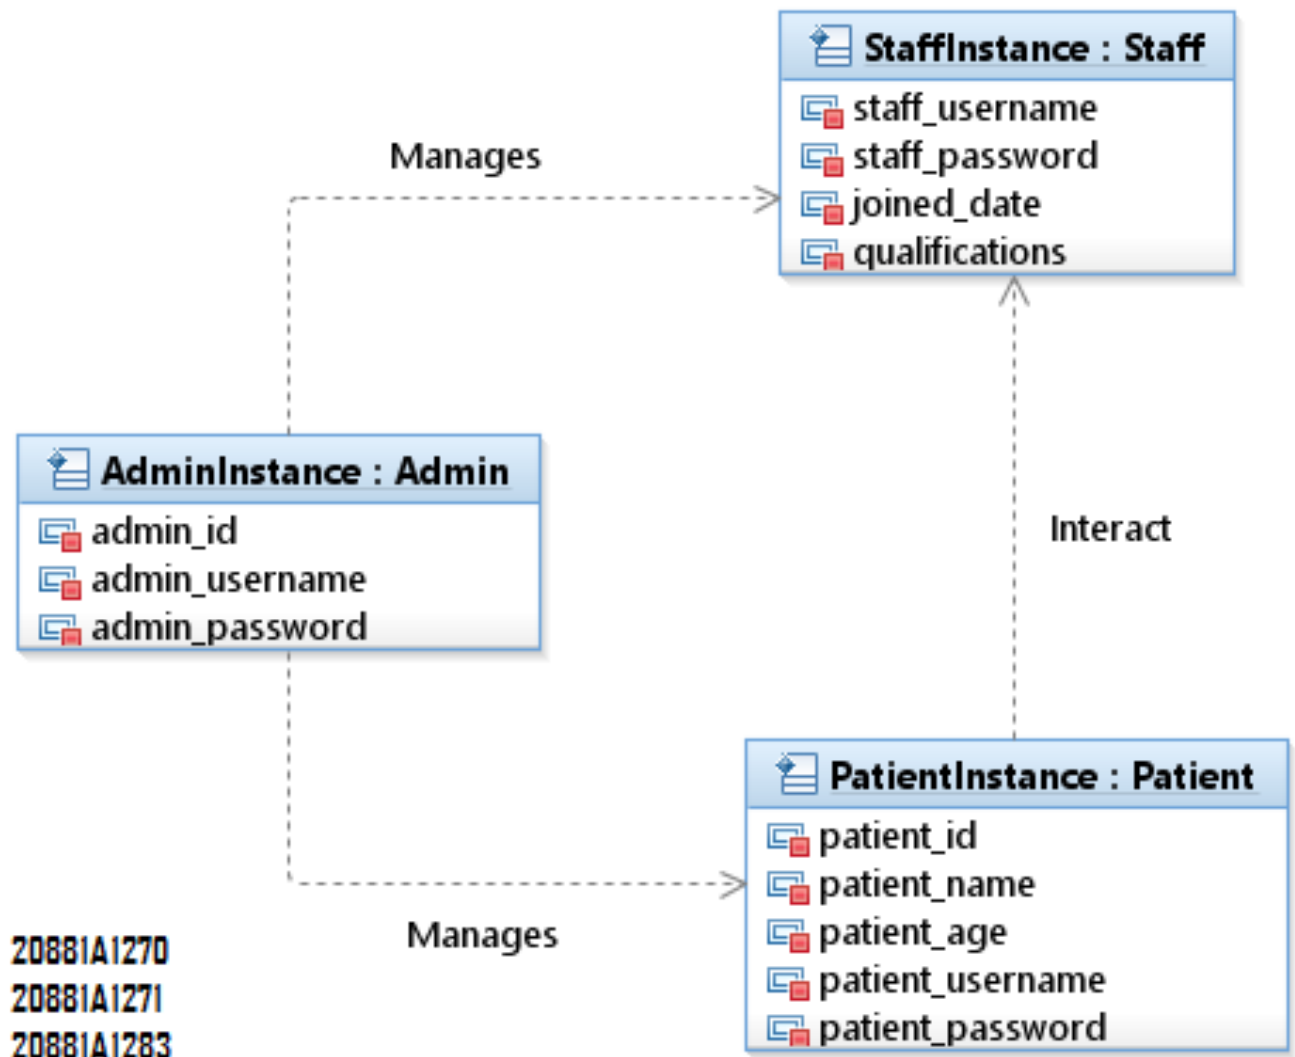 StaffInstance : Staff
staff_username
staff_password
joined_date
qualifications
Manages
AdminInstance : Admin
admin_id
admin_username
admin_password
Interact
PatientInstance : Patient
patient_id
patient_name
patient_age
patient_username
patient_password
Manages
20881A1270
20881A1271
20881A1283